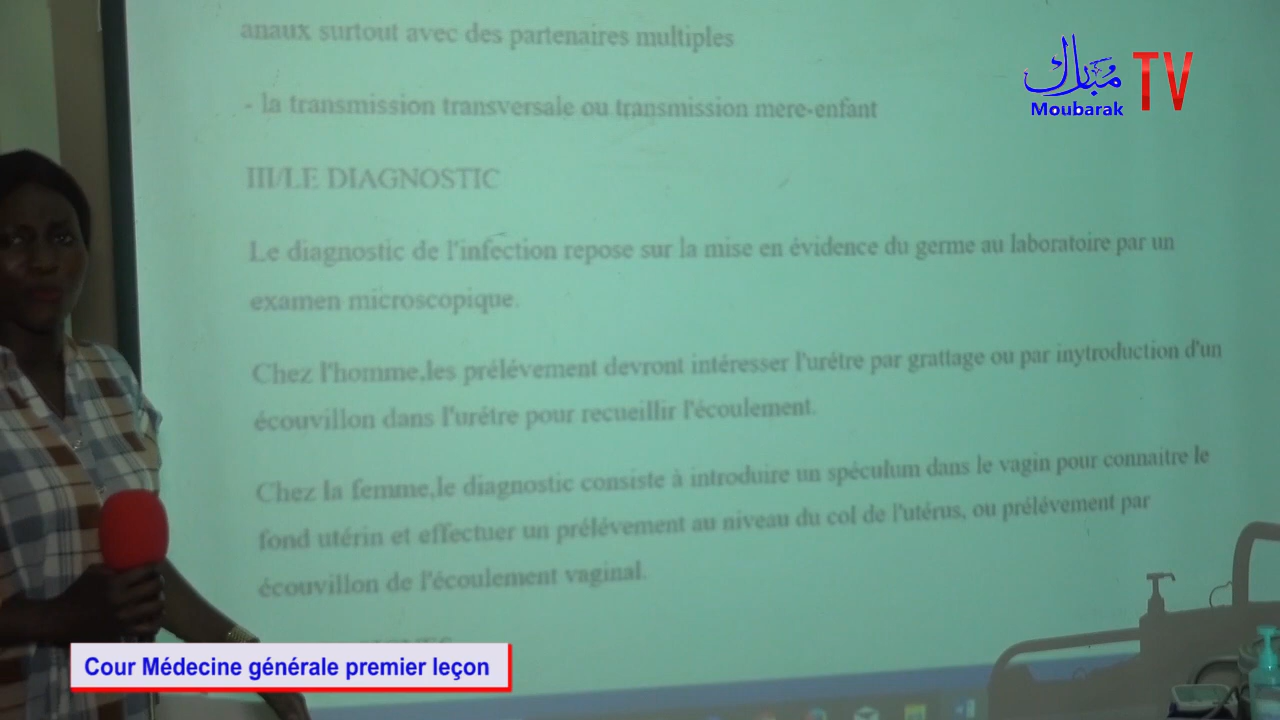 anaux surtout avec des partenaires multiples
- la transmission transversale ou transmission mere-enfant
III/LE DIAGNOSTIC
Le diagnostic de l'infection repose sur la mise en évidence du germe au laboratoire par un
examen microscopique.
Chez l'homme,les prélévement devront intéresser l'urétre par grattage ou par inytroduction d'un
écouvillon dans l'urêtre pour recueillir l'écoulement.
Chez la femme,le diagnostic consiste à introduire un spéculum dans le vagin pour connaitre le
fond utérin et effectuer un prélévement au niveau du col de l'utérus, ou prélévement par
écouvillon de l'écoulement vaginal.
مبارك TV
Moubarak
Cour Médecine générale premier leçon